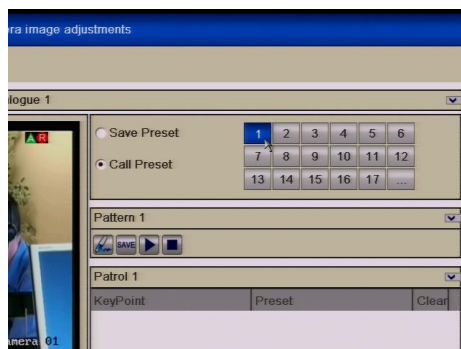 era image adjustments
alogue 1
A R
Save Preset
1 2 3 4 5 6
Call Preset
7 8 9 10 11 12
13 14 15 16 17 ...
Pattern 1
SAVE
Patrol 1
KeyPoint Preset Clear
amera 01